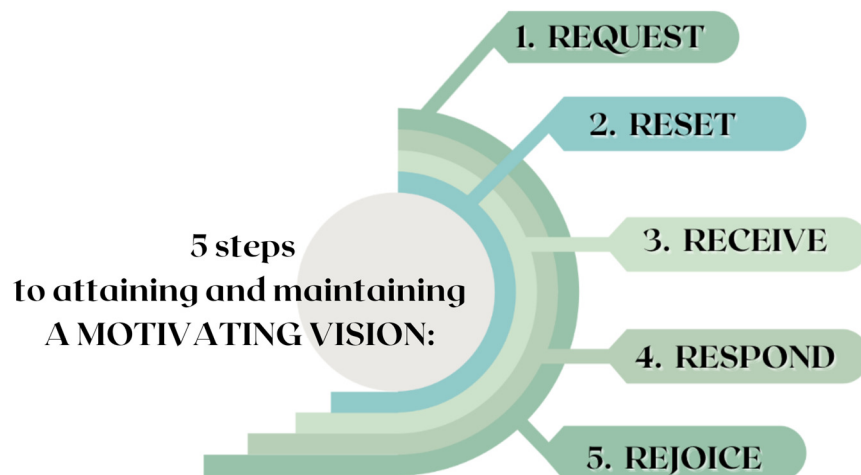 5 steps
to attaining and maintaining
A MOTIVATING VISION:
1. REQUEST
2. RESET
3. RECEIVE
4. RESPOND
5. REJOICE